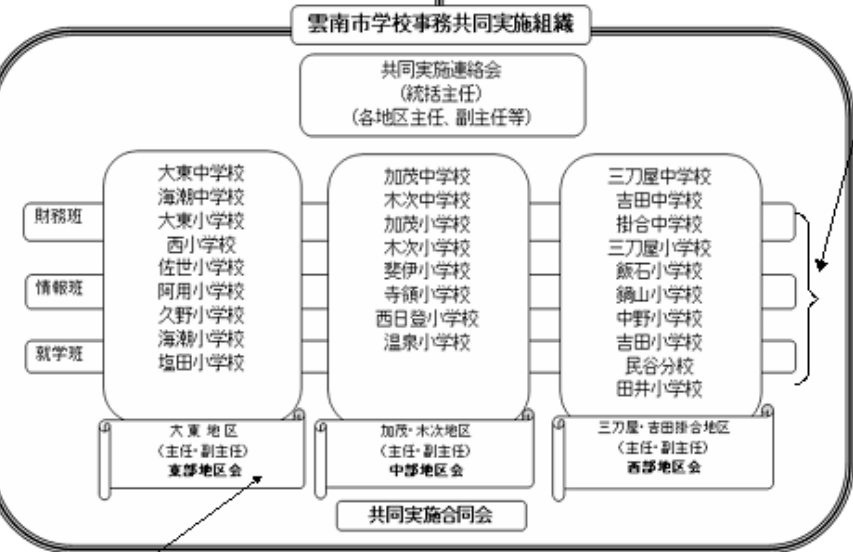 雲南市学校事務共同実施組織
共同実施連絡会
(統括主任)
(各地区主任、副主任等)
財務班
情報班
就学班
大東中学校
海潮中学校
大東小学校
西小学校
佐世小学校
阿用小学校
久野小学校
海潮小学校
塩田小学校
加茂中学校
木次中学校
加茂小学校
木次小学校
斐伊小学校
寺領小学校
西日登小学校
温泉小学校
三刀屋中学校
吉田中学校
掛合中学校
三刀屋小学校
飯石小学校
鍋山小学校
中野小学校
吉田小学校
民谷分校
田井小学校
大東地区
(主任・副主任)
東部地区会
加茂・木次地区
(主任・副主任)
中部地区会
三刀屋・吉田掛合地区
(主任・副主任)
西部地区会
共同実施合同会